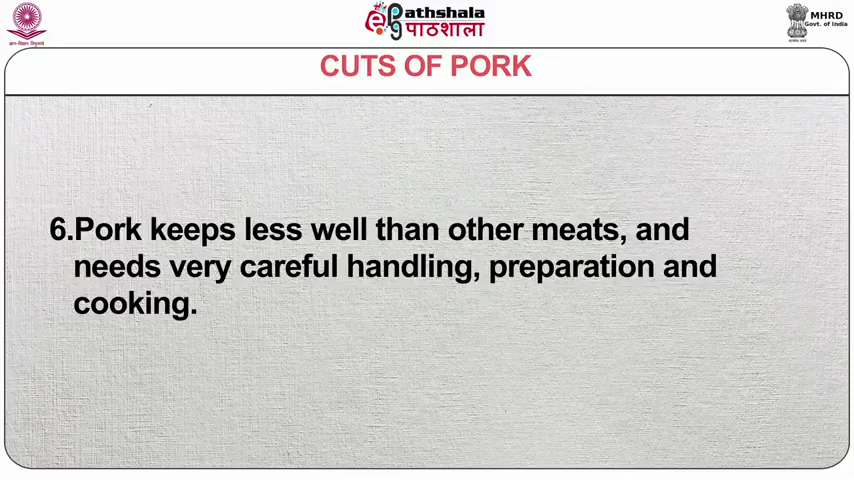 ePathshala
पाठशाला
MHRD
Govt. of India
CUTS OF PORK
6.Pork keeps less well than other meats, and
needs very careful handling, preparation and
cooking.